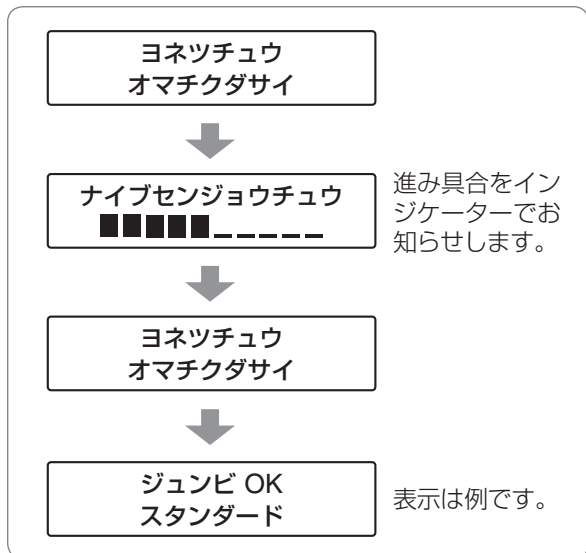 ヨネツチュウ
オマチクダサイ
ナイブセンジョウチュウ
進み具合をイン
ジケーターでお
知らせします。
ヨネツチュウ
オマチクダサイ
ジュンビ OK
スタンダード
表示は例です。